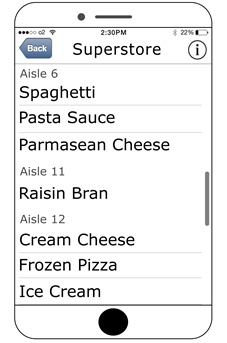 o2 2:30PM 22%
Back Superstore i
Aisle 6
Spaghetti
Pasta Sauce
Parmasean Cheese
Aisle 11
Raisin Bran
Aisle 12
Cream Cheese
Frozen Pizza
Ice Cream